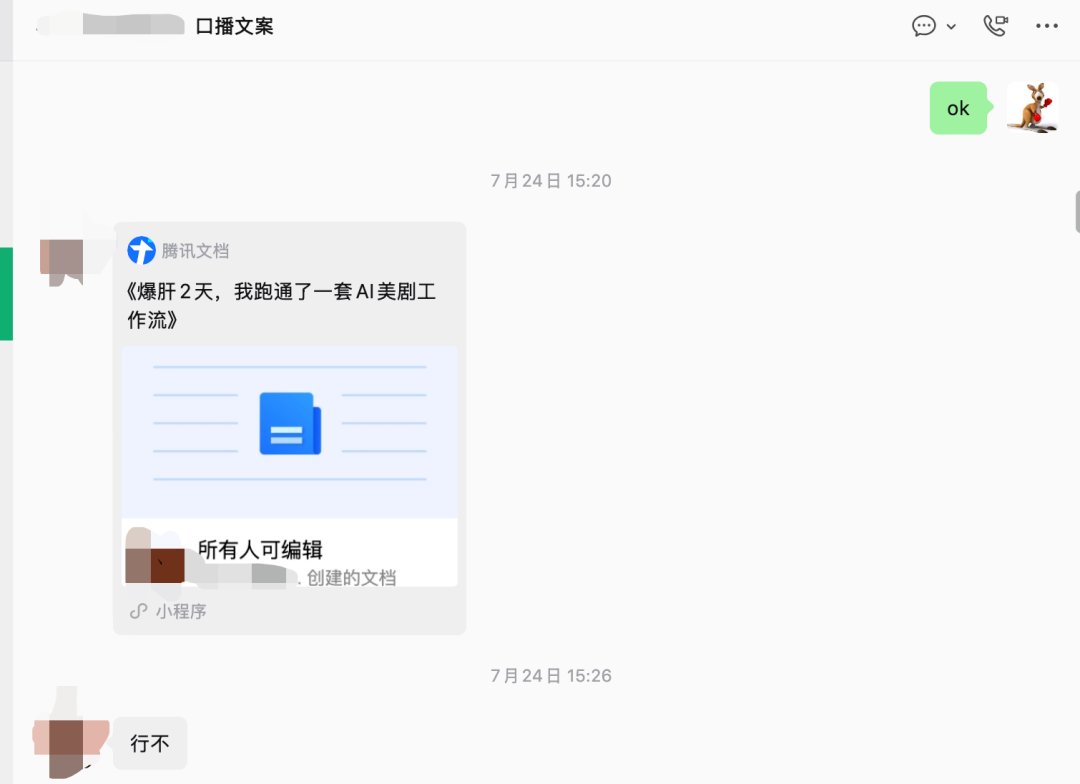 口播文案
ok
7月24日 15:20
腾讯文档
《爆肝2天，我跑通了一套AI美剧工
作流》
所有人可编辑
. 创建的文档
小程序
7月24日 15:26
行不